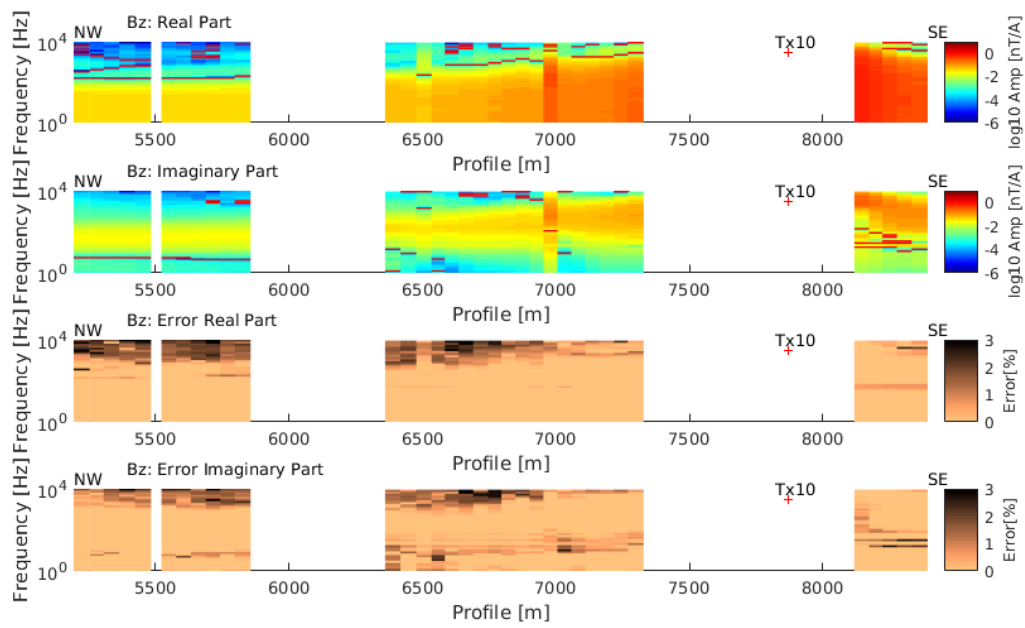 Bz: Real Part
NW
SE
Tx10
Frequency [Hz]
10^4
10^0
5500 6000 6500 7000 7500 8000
Profile [m]
0
-2
-4
-6
log10 Amp [nT/A]
Bz: Imaginary Part
NW
SE
Tx10
Frequency [Hz]
10^4
10^0
5500 6000 6500 7000 7500 8000
Profile [m]
0
-2
-4
-6
log10 Amp [nT/A]
Bz: Error Real Part
NW
SE
Tx10
Frequency [Hz]
10^4
10^0
5500 6000 6500 7000 7500 8000
Profile [m]
3
2
1
0
Error[%]
Bz: Error Imaginary Part
NW
SE
Tx10
Frequency [Hz]
10^4
10^0
5500 6000 6500 7000 7500 8000
Profile [m]
3
2
1
0
Error[%]